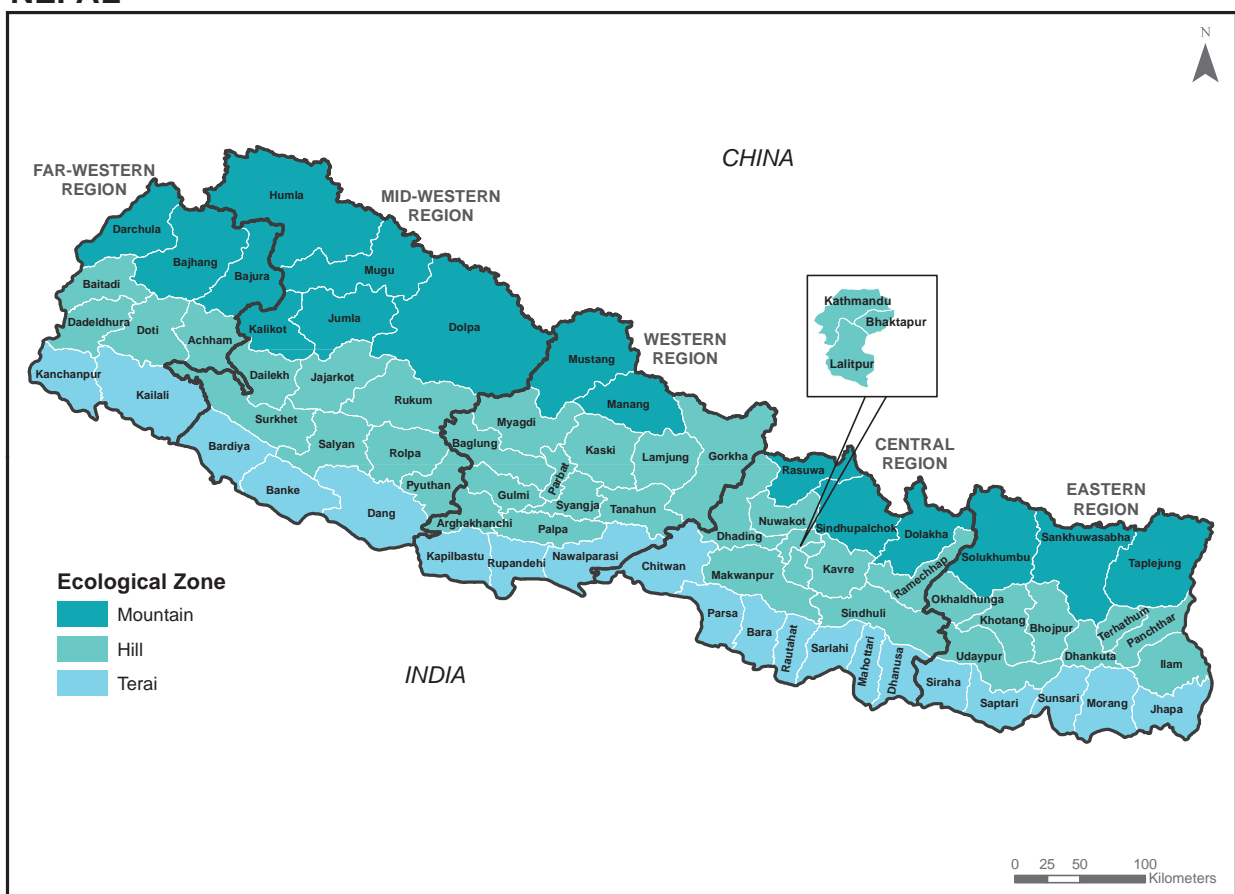 NEPAL
N
CHINA
FAR-WESTERN
REGION
MID-WESTERN
REGION
WESTERN
REGION
CENTRAL
REGION
EASTERN
REGION
Humla
Darchula
Bajhang
Bajura
Mugu
Baitadi
Dadeldhura
Doti
Achham
Kalikot
Jumla
Dolpa
Kanchanpur
Kailali
Dailekh
Jajarkot
Rukum
Surkhet
Salyan
Rolpa
Bardiya
Banke
Dang
Pyuthan
Mustang
Manang
Myagdi
Baglung
Parbat
Kaski
Lamjung
Gorkha
Gulmi
Syangja
Tanahun
Arghakhanchi
Palpa
Kapilbastu
Rupandehi
Nawalparasi
Kathmandu
Bhaktapur
Lalitpur
Rasuwa
Nuwakot
Sindhupalchok
Dolakha
Dhading
Chitwan
Makwanpur
Kavre
Ramechhap
Sindhuli
Parsa
Bara
Rautahat
Sarlahi
Mahottari
Dhanusa
Solukhumbu
Sankhuwasabha
Taplejung
Okhaldhunga
Khotang
Bhojpur
Terhathum
Panchthar
Udaypur
Dhankuta
Ilam
Siraha
Saptari
Sunsari
Morang
Jhapa
INDIA
Ecological Zone
Mountain
Hill
Terai
0 25 50 100
Kilometers